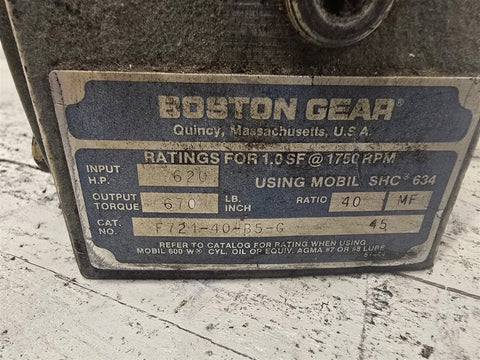 BOSTON GEAR®
Quincy, Massachusetts, U.S.A.
RATINGS FOR 1.0 SF @ 1750 RPM
INPUT H.P. .620 USING MOBIL SHC® 634
OUTPUT TORQUE 670 LB. INCH RATIO 40 MF
CAT. NO. F721-40-B5-G 45
REFER TO CATALOG FOR RATING WHEN USING
MOBIL 600 W® CYL. OIL OR EQUIV. AGMA #7 OR #8 LUBE